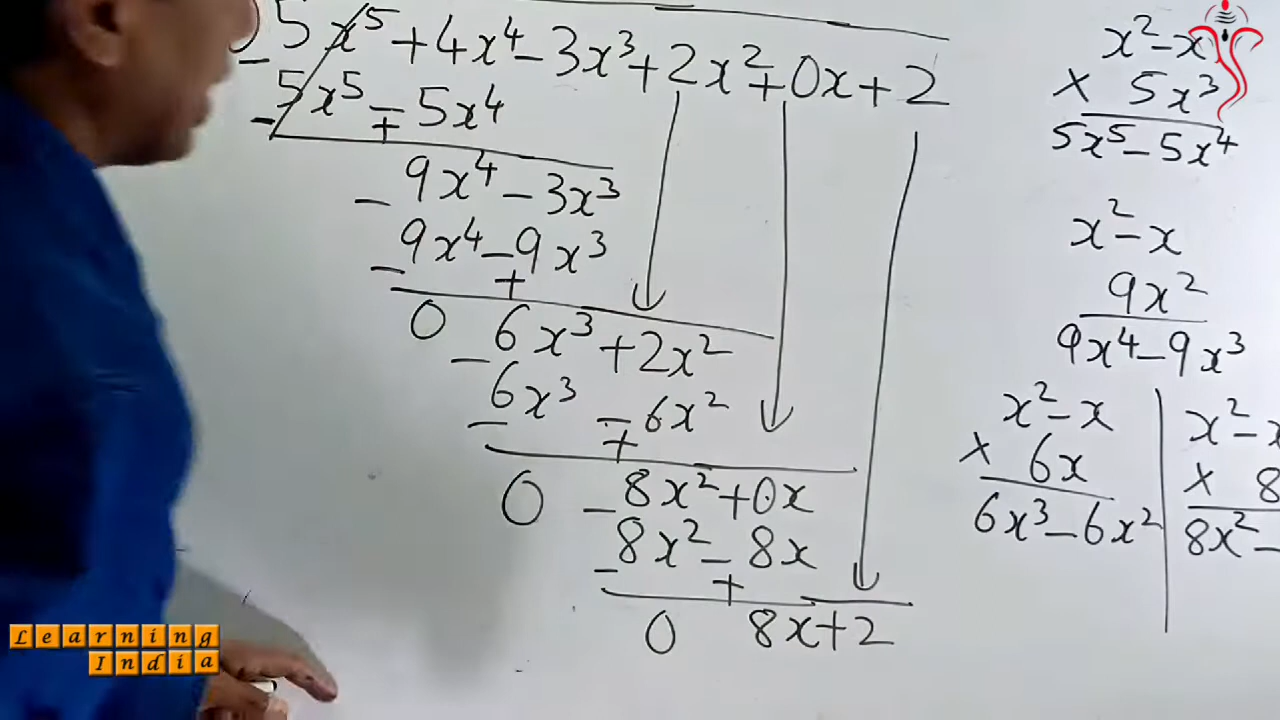 ) 5x⁵ + 4x⁴ - 3x³ + 2x² + 0x + 2
- 5x⁵ - 5x⁴
- +
- 9x⁴ - 3x³
9x⁴ - 9x³
- +
0 - 6x³ + 2x²
6x³ - 6x²
- +
0 - 8x² + 0x
8x² - 8x
- +
0 8x + 2
x² - x
× 5x³
5x⁵ - 5x⁴
x² - x
9x²
9x⁴ - 9x³
x² - x
× 6x
6x³ - 6x²
x² - x
× 8
8x² -
Learning
India